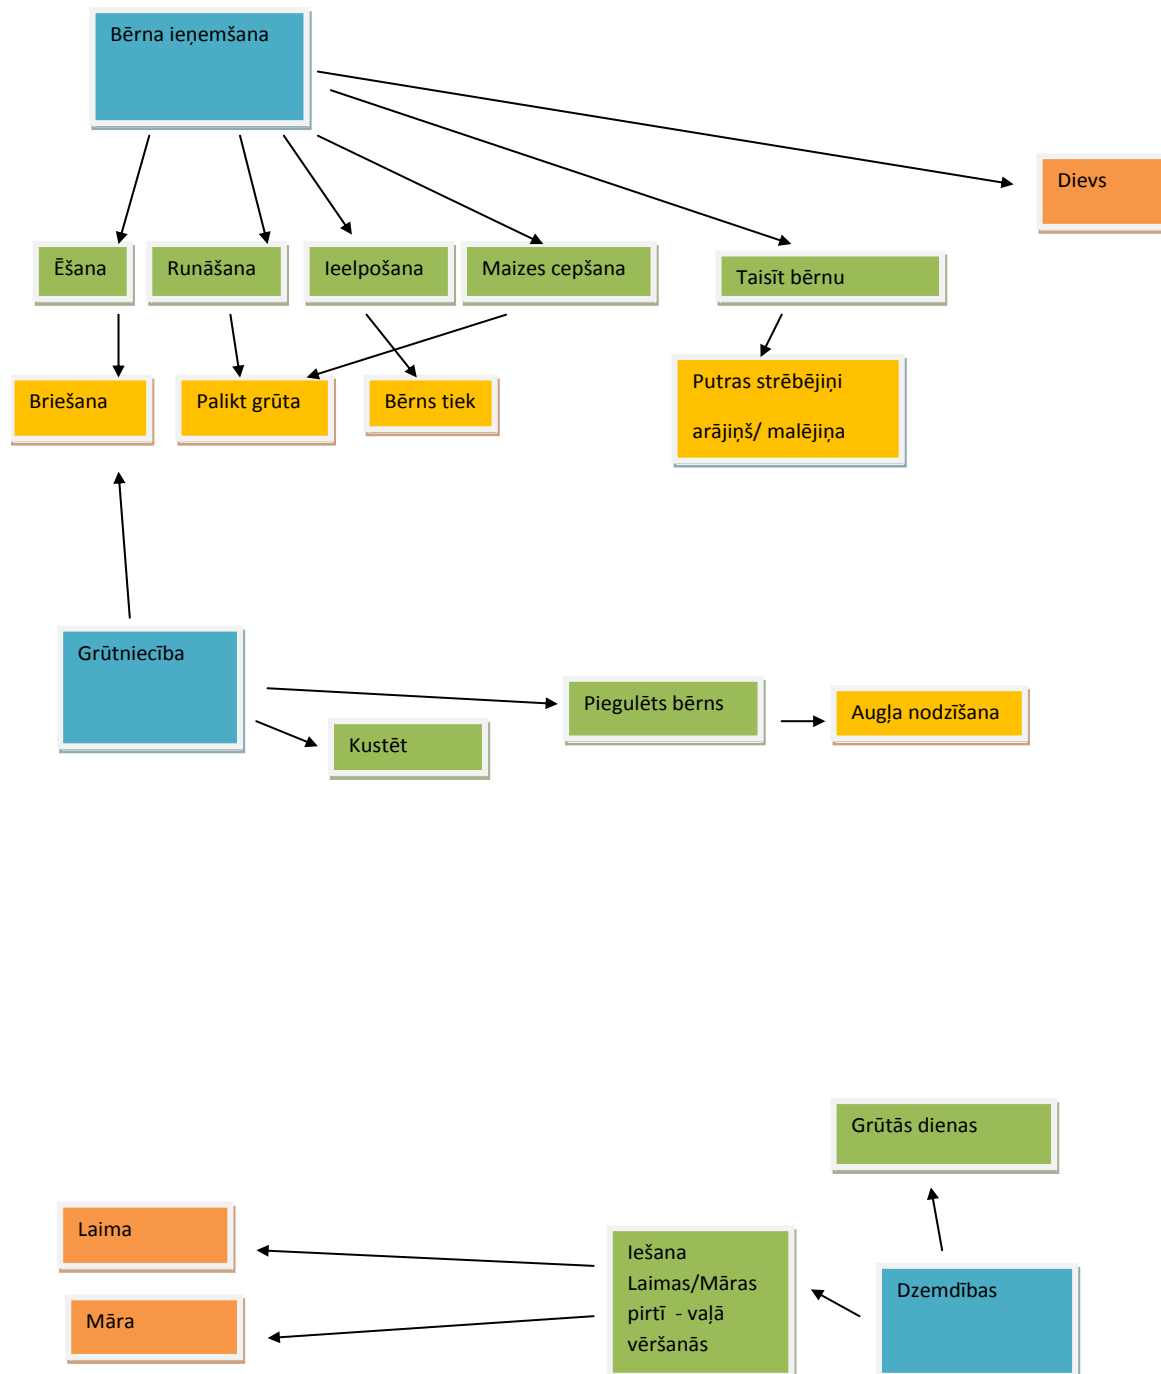 Bērna ieņemšana
Dievs
Ēšana
Runāšana
Ieelpošana
Maizes cepšana
Taisīt bērnu
Briešana
Palikt grūta
Bērns tiek
Putras strēbējiņi
arājiņš/ malējiņa
Grūtniecība
Piegulēts bērns
Augļa nodzīšana
Kustēt
Grūtās dienas
Laima
Māra
Iešana
Laimas/Māras
pirtī - vaļā
vēršanās
Dzemdības